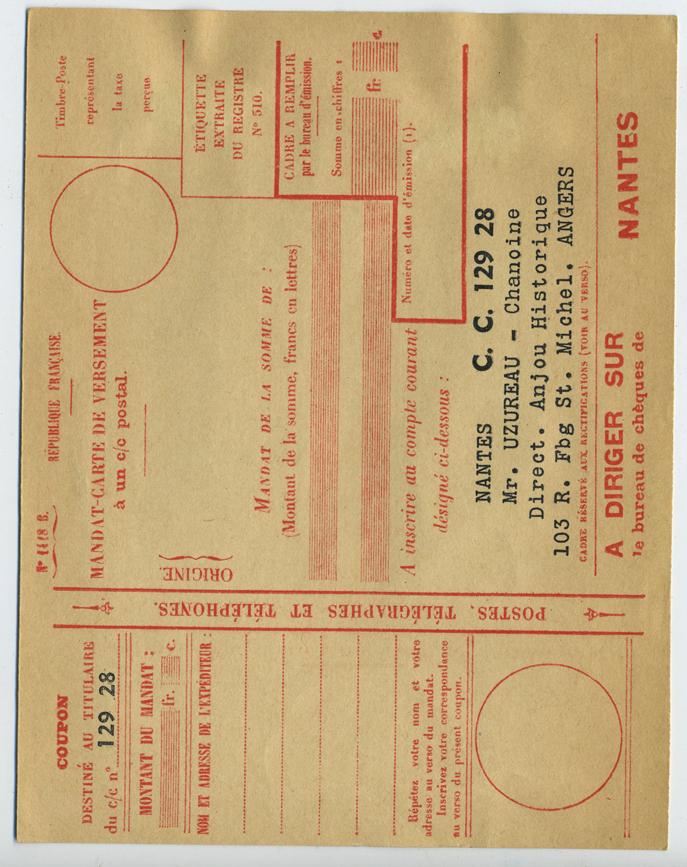 COUPON
DESTINÉ AU TITULAIRE
du c/c n° 129 28
MONTANT DU MANDAT :
fr. c.
NOM ET ADRESSE DE L'EXPÉDITEUR :
Répétez votre nom et votre
adresse au verso du mandat.
Inscrivez votre correspondance
au verso du présent coupon.
POSTES, TÉLÉGRAPHES ET TÉLÉPHONES.
N° 1418 B.
RÉPUBLIQUE FRANÇAISE.
MANDAT-CARTE DE VERSEMENT
à un c/c postal.
ORIGINE.
Timbre-Poste
représentant
la taxe
perçue
ÉTIQUETTE
EXTRAITE
DU REGISTRE
N° 510.
CADRE A REMPLIR
par le bureau d'émission.
Somme en chiffres :
fr. c.
Numéro et date d'émission (1).
MANDAT DE LA SOMME DE :
(Montant de la somme, francs en lettres)
A inscrire au compte courant
désigné ci-dessous :
NANTES C. C. 129 28
Mr. UZUREAU - Chanoine
Direct. Anjou Historique
103 R. Fbg St. Michel. ANGERS
CADRE RÉSERVÉ AUX RECTIFICATIONS (VOIR AU VERSO).
A DIRIGER SUR
le bureau de chèques de NANTES